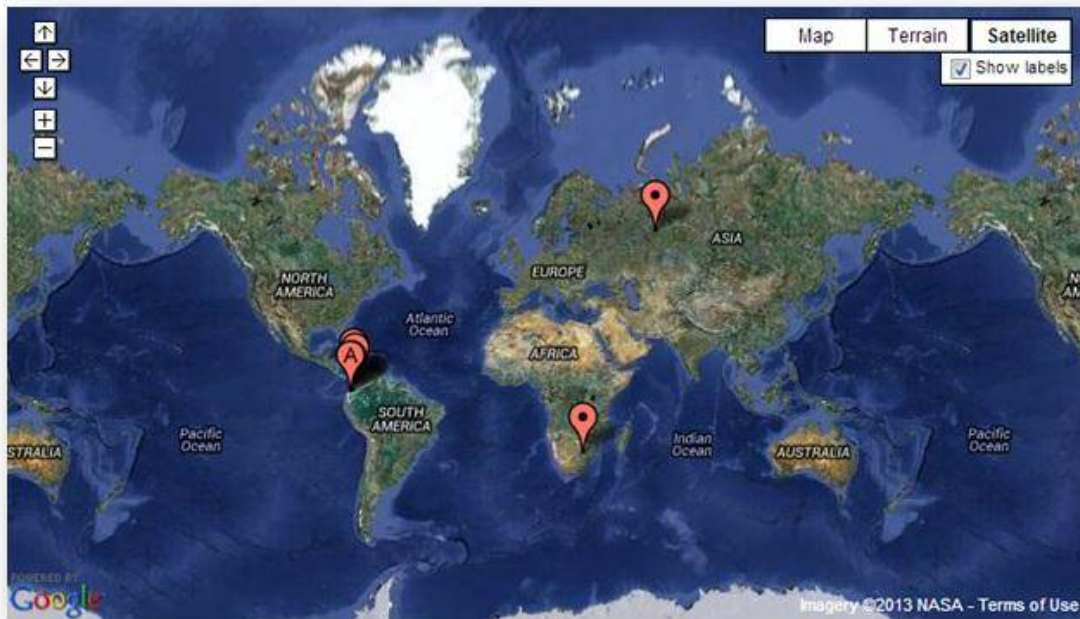 Map
Terrain
Satellite
Show labels
ASIA
EUROPE
NORTH
AMERICA
Atlantic
Ocean
A
AFRICA
SOUTH
AMERICA
Pacific
Ocean
Indian
Ocean
Pacific
Ocean
STRALIA
AUSTRALIA
N
A
POWERED BY
Google
Imagery ©2013 NASA - Terms of Use